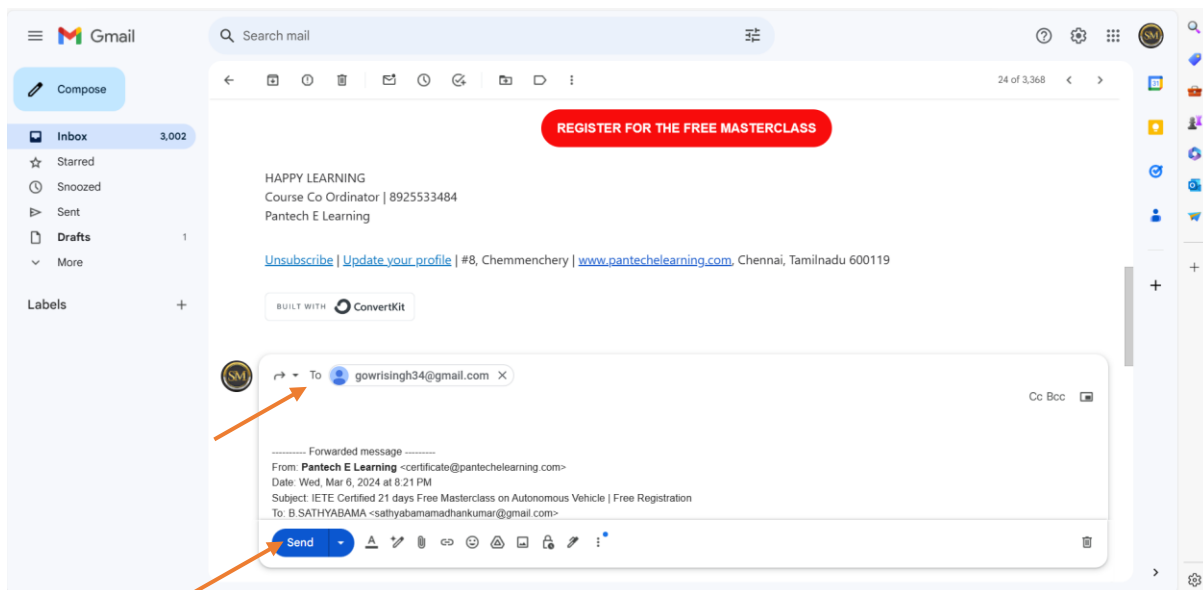 Gmail
Search mail
Compose
24 of 3,368
31
Inbox 3,002
Starred
Snoozed
Sent
Drafts 1
More
Labels
REGISTER FOR THE FREE MASTERCLASS
HAPPY LEARNING
Course Co Ordinator | 8925533484
Pantech E Learning
Unsubscribe | Update your profile | #8, Chemmenchery | www.pantechelearning.com, Chennai, Tamilnadu 600119
BUILT WITH ConvertKit
SM
SM
To gowrisingh34@gmail.com
Cc Bcc
---------- Forwarded message ---------
From: Pantech E Learning <certificate@pantechelearning.com>
Date: Wed, Mar 6, 2024 at 8:21 PM
Subject: IETE Certified 21 days Free Masterclass on Autonomous Vehicle | Free Registration
To: B.SATHYABAMA <sathyabamamadhankumar@gmail.com>
Send